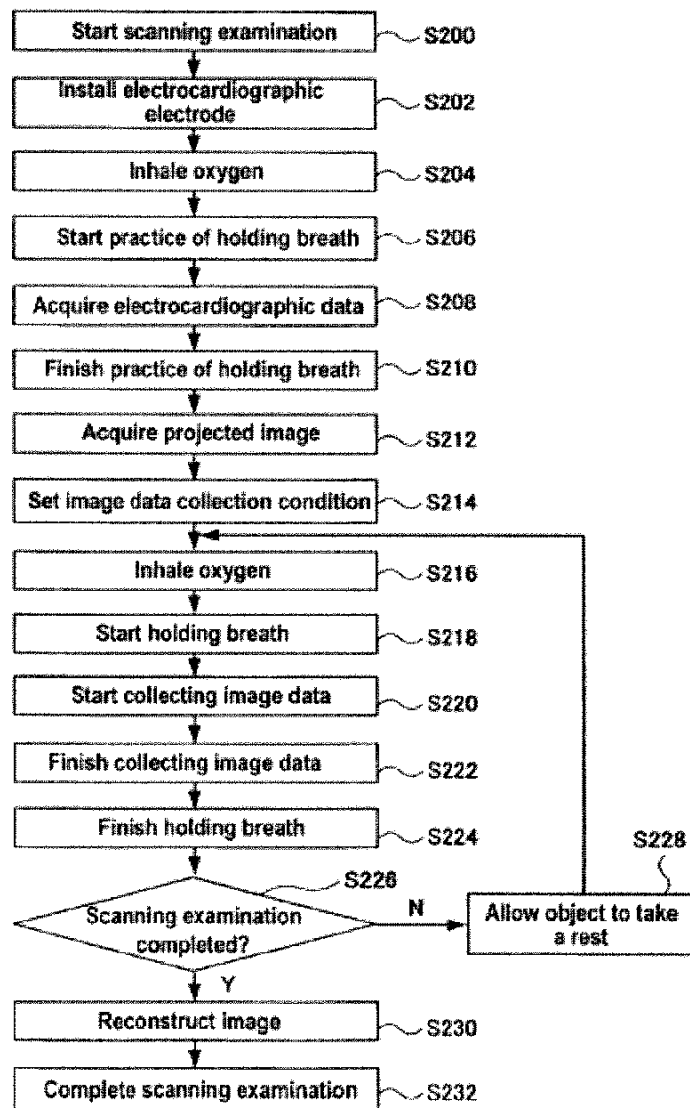 Start scanning examination
S200
Install electrocardiographic
electrode
S202
Inhale oxygen
S204
Start practice of holding breath
S206
Acquire electrocardiographic data
S208
Finish practice of holding breath
S210
Acquire projected image
S212
Set image data collection condition
S214
Inhale oxygen
S216
Start holding breath
S218
Start collecting image data
S220
Finish collecting image data
S222
Finish holding breath
S224
S226
Scanning examination
completed?
N
S228
Allow object to take
a rest
Y
Reconstruct image
S230
Complete scanning examination
S232